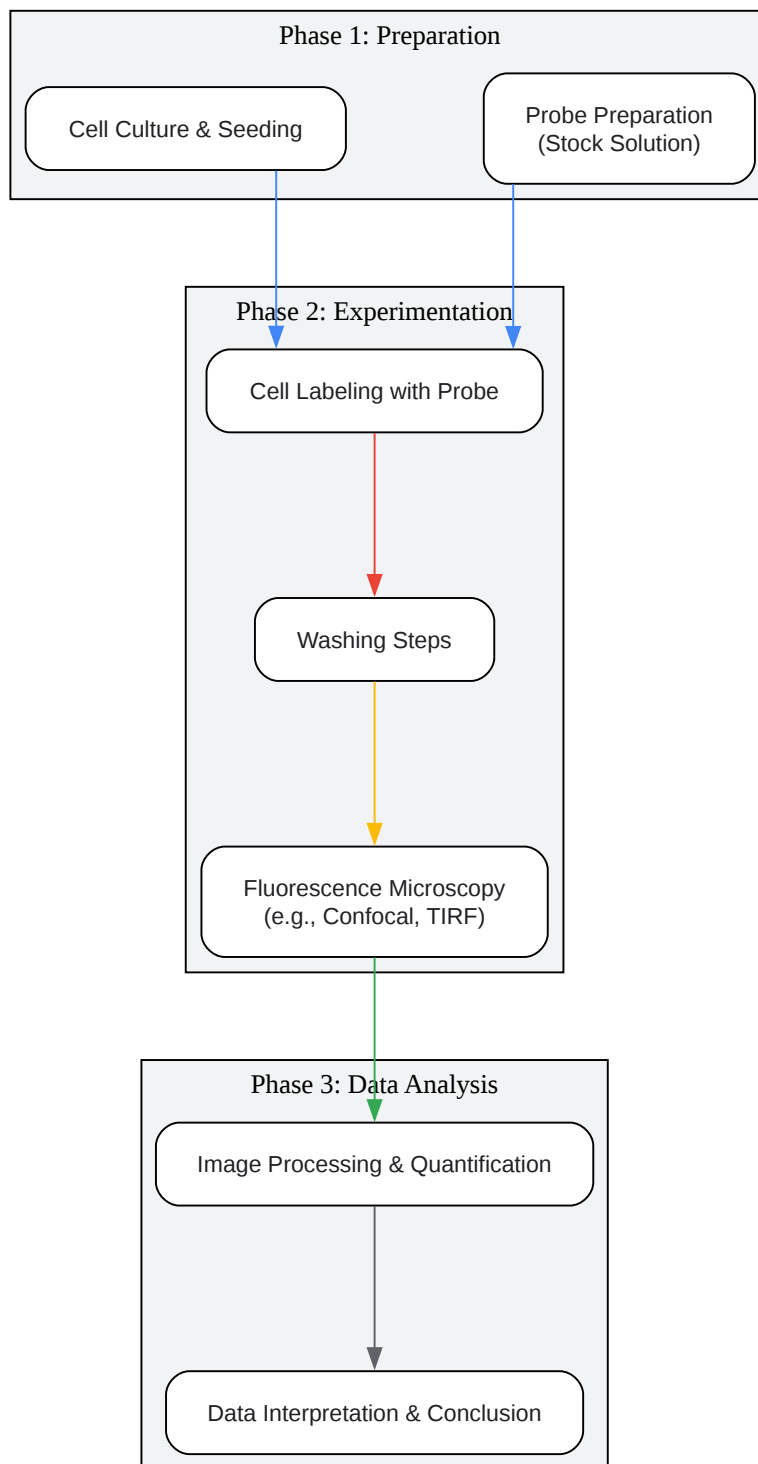 Phase 1: Preparation
Cell Culture & Seeding
Probe Preparation
(Stock Solution)
Phase 2: Experimentation
Cell Labeling with Probe
Washing Steps
Fluorescence Microscopy
(e.g., Confocal, TIRF)
Phase 3: Data Analysis
Image Processing & Quantification
Data Interpretation & Conclusion